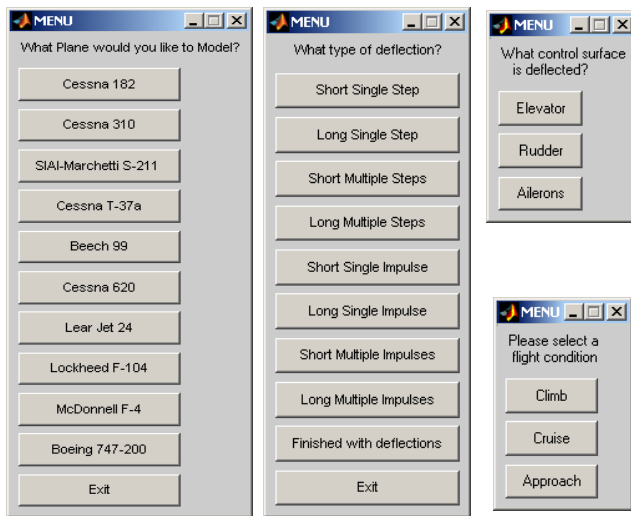 MENU
What Plane would you like to Model?
Cessna 182
Cessna 310
SIAI-Marchetti S-211
Cessna T-37a
Beech 99
Cessna 620
Lear Jet 24
Lockheed F-104
McDonnell F-4
Boeing 747-200
Exit
MENU
What type of deflection?
Short Single Step
Long Single Step
Short Multiple Steps
Long Multiple Steps
Short Single Impulse
Long Single Impulse
Short Multiple Impulses
Long Multiple Impulses
Finished with deflections
Exit
MENU
What control surface
is deflected?
Elevator
Rudder
Ailerons
MENU
Please select a
flight condition
Climb
Cruise
Approach